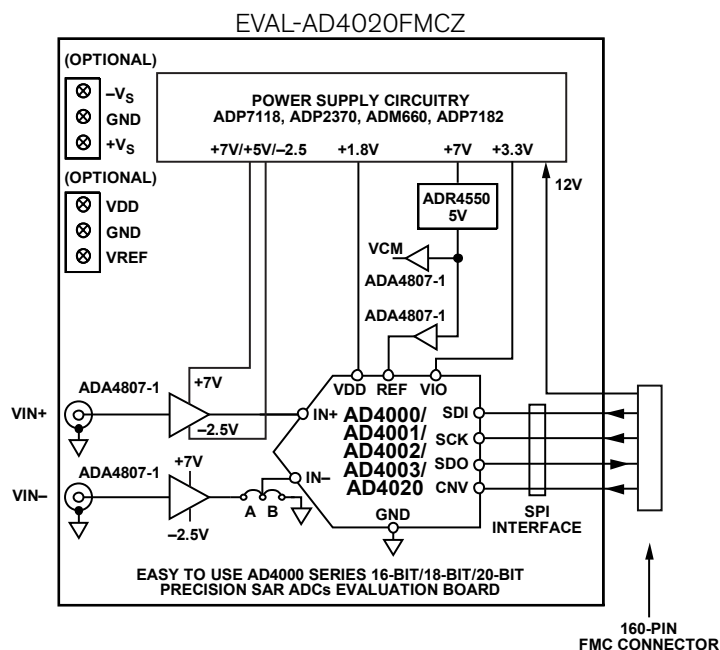 EVAL-AD4020FMCZ
(OPTIONAL)
–VS
GND
+VS
(OPTIONAL)
VDD
GND
VREF
POWER SUPPLY CIRCUITRY
ADP7118, ADP2370, ADM660, ADP7182
+7V/+5V/–2.5 +1.8V +7V +3.3V
12V
ADR4550
5V
VCM
ADA4807-1
ADA4807-1
VDD REF VIO
+7V
ADA4807-1
VIN+
–2.5V
IN+
AD4000/
AD4001/
AD4002/
AD4003/
AD4020
SDI
SCK
SDO
CNV
IN–
GND
ADA4807-1
+7V
VIN–
–2.5V
A B
SPI
INTERFACE
EASY TO USE AD4000 SERIES 16-BIT/18-BIT/20-BIT
PRECISION SAR ADCs EVALUATION BOARD
160-PIN
FMC CONNECTOR